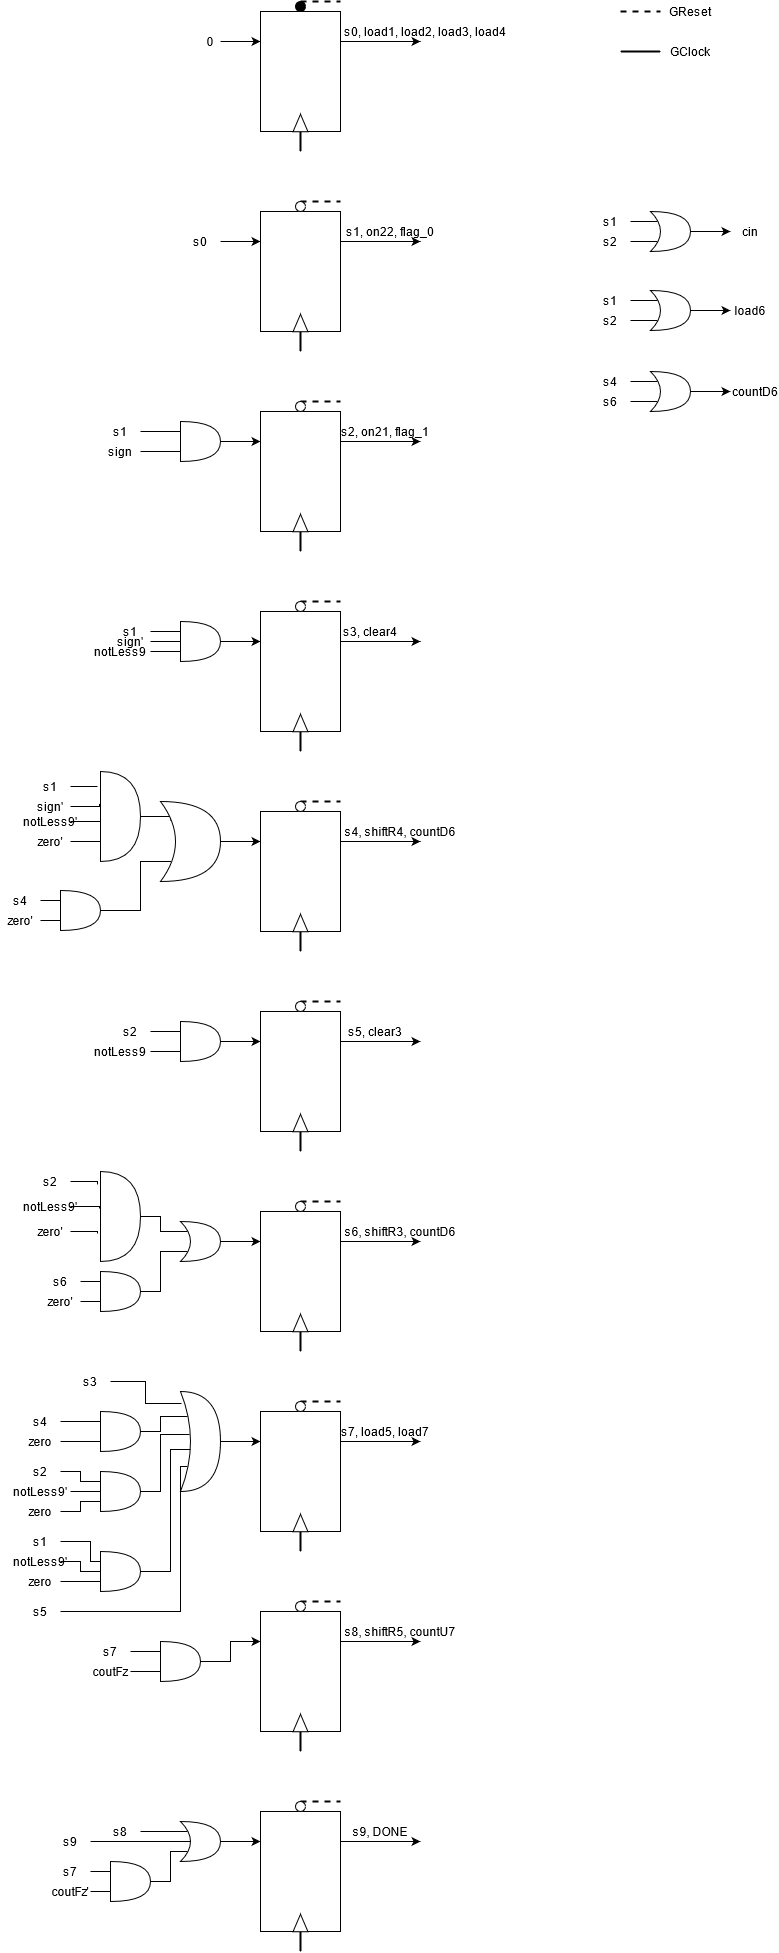 GReset
s0, load1, load2, load3, load4
0
GClock
s1
s0
s1, on22, flag_0
cin
s2
s1
load6
s2
s4
countD6
s6
s1
s2, on21, flag_1
sign
s1
s3, clear4
sign'
notLess9
s1
sign'
notLess9'
s4, shiftR4, countD6
zero'
s4
zero'
s2
s5, clear3
notLess9
s2
notLess9'
zero'
s6, shiftR3, countD6
s6
zero'
s3
s4
s7, load5, load7
zero
s2
notLess9'
zero
s1
notLess9'
zero
s5
s8, shiftR5, countU7
s7
coutFz
s8
s9, DONE
s9
s7
coutFz'